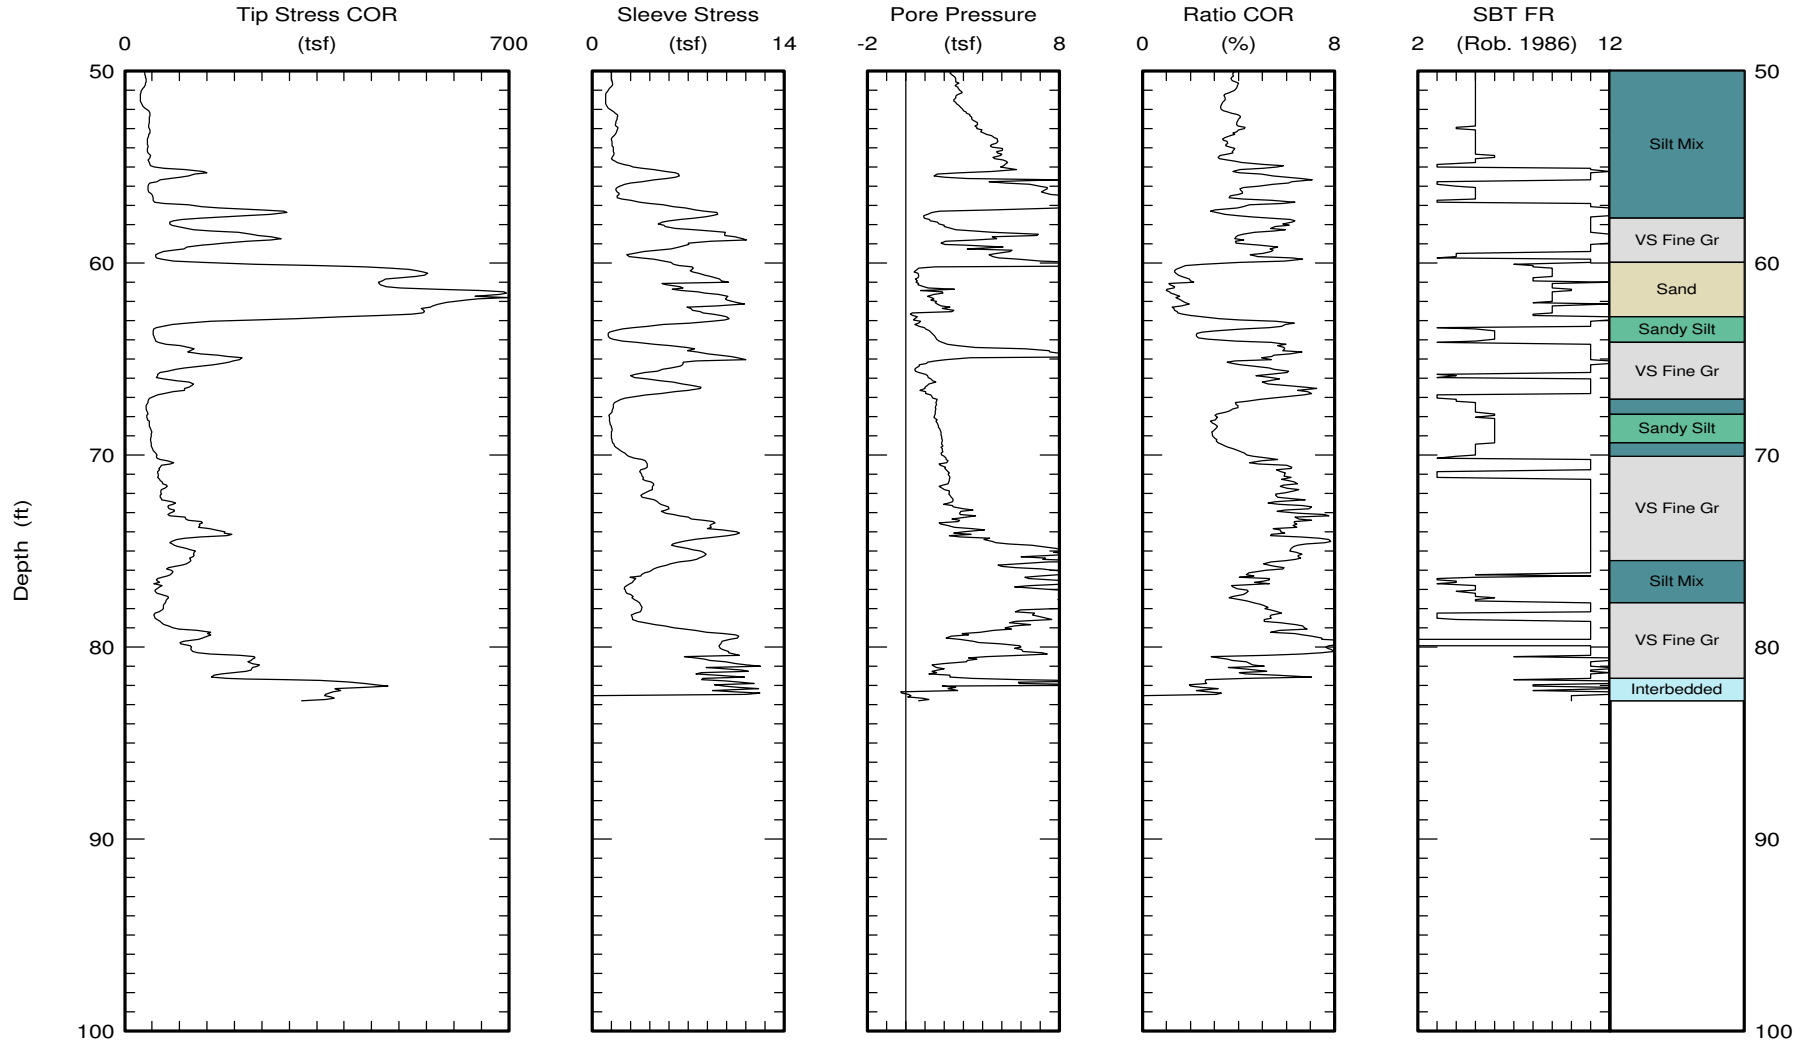 Tip Stress COR Sleeve Stress Pore Pressure Ratio COR SBT FR
0 (tsf) 700 0 (tsf) 14 -2 (tsf) 8 0 (%) 8 2 (Rob. 1986) 12
50 50
Silt Mix
VS Fine Gr
60 60
Sand
Sandy Silt
VS Fine Gr
Sandy Silt
70 70
VS Fine Gr
Depth (ft)
Silt Mix
VS Fine Gr
80 80
Interbedded
90 90
100 100